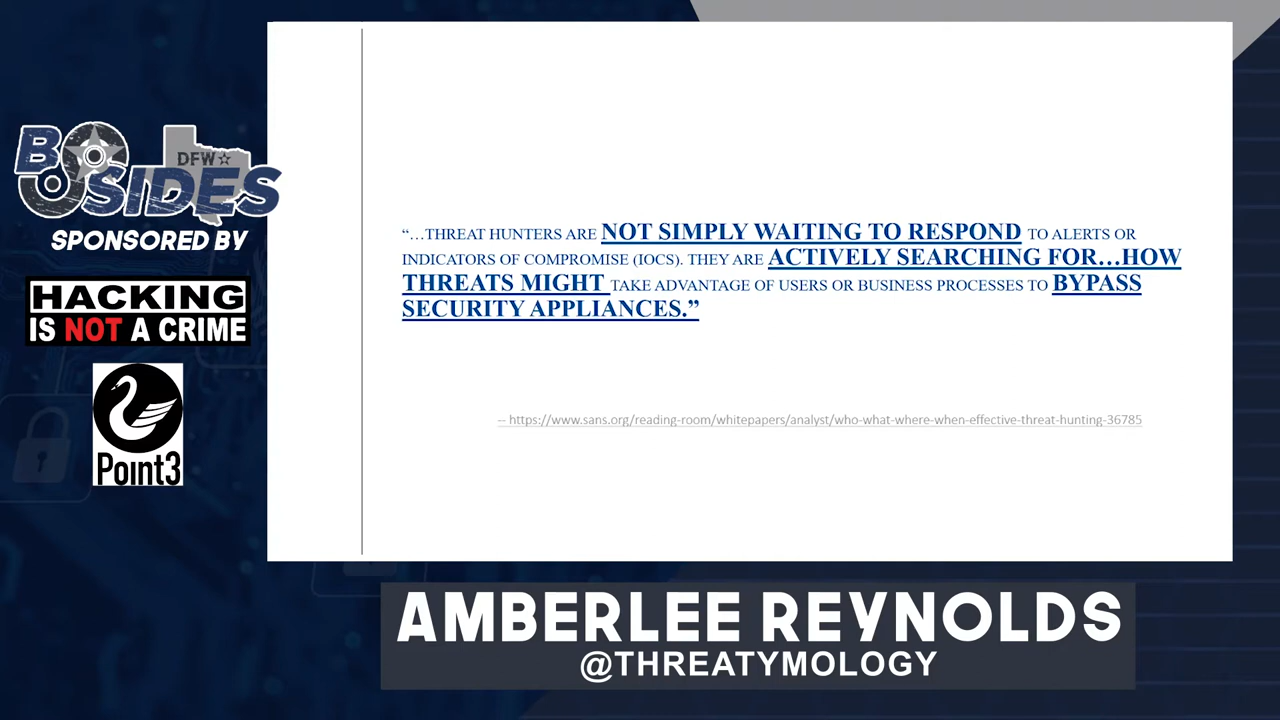 BSIDES
DFW
SPONSORED BY
HACKING
IS NOT A CRIME
Point3
“…THREAT HUNTERS ARE NOT SIMPLY WAITING TO RESPOND TO ALERTS OR
INDICATORS OF COMPROMISE (IOCS). THEY ARE ACTIVELY SEARCHING FOR…HOW
THREATS MIGHT TAKE ADVANTAGE OF USERS OR BUSINESS PROCESSES TO BYPASS
SECURITY APPLIANCES.”
-- https://www.sans.org/reading-room/whitepapers/analyst/who-what-where-when-effective-threat-hunting-36785
AMBERLEE REYNOLDS
@THREATYMOLOGY